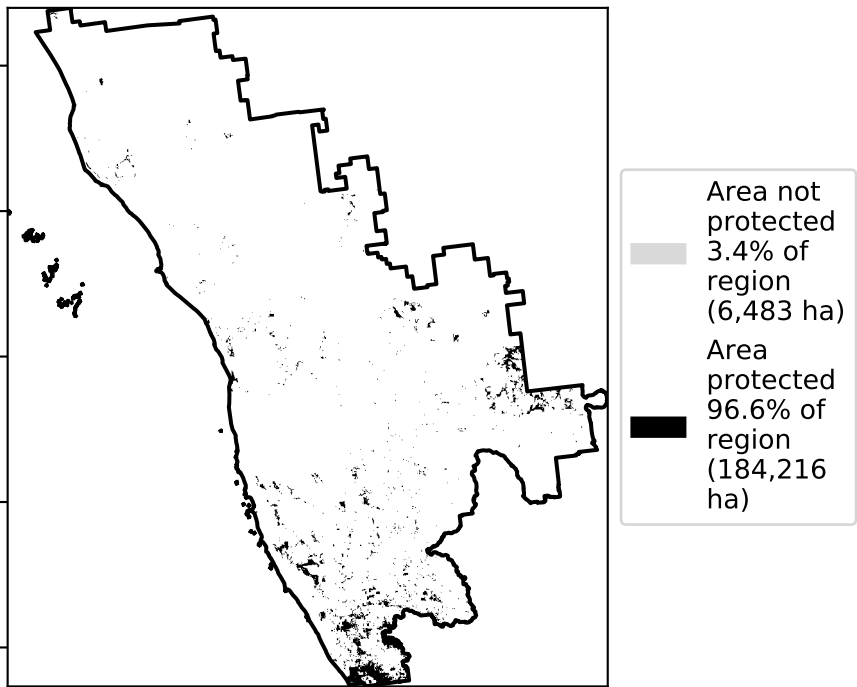 Area not
protected
3.4% of
region
(6,483 ha)
Area
protected
96.6% of
region
(184,216
ha)